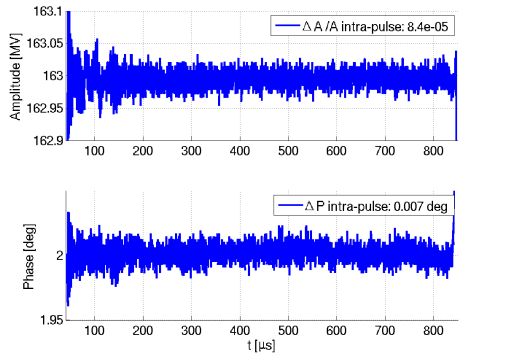 163.1
163.05
163
162.95
162.9
Amplitude [MV]
Δ A /A intra-pulse: 8.4e-05
100 200 300 400 500 600 700 800
2
1.95
Phase [deg]
Δ P intra-pulse: 0.007 deg
100 200 300 400 500 600 700 800
t [μs]